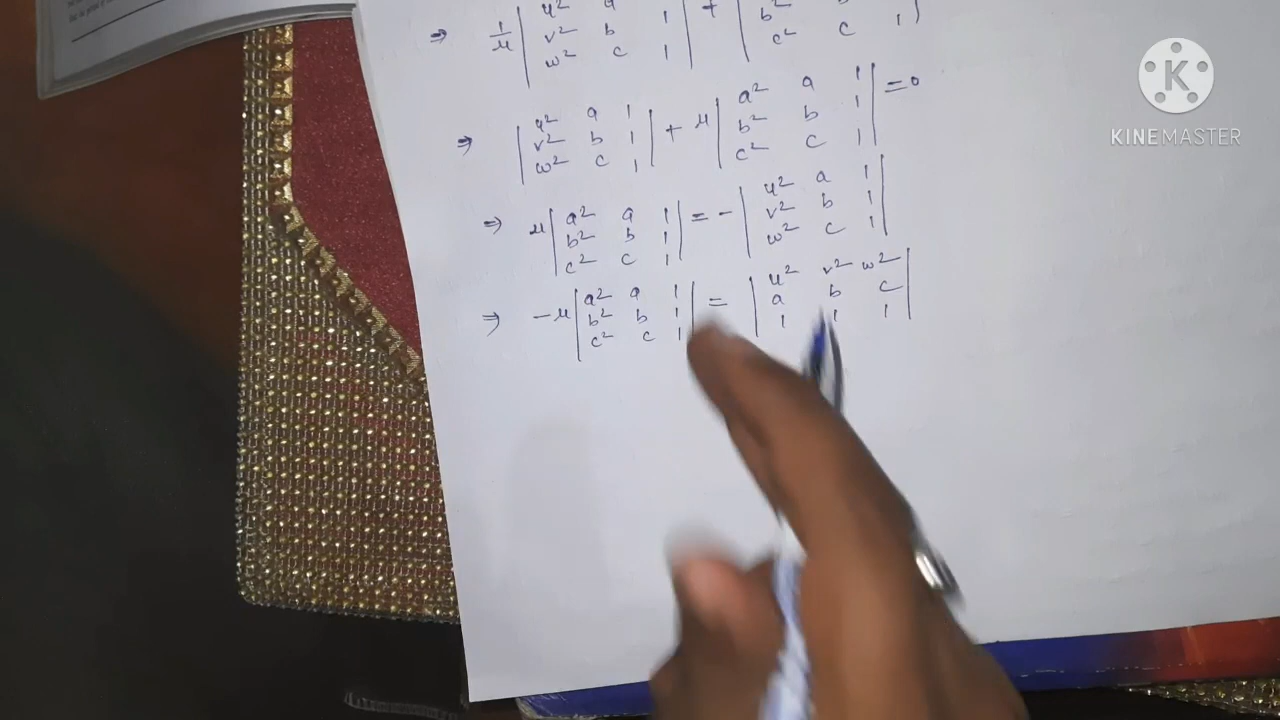 ⇒ 1/μ | u² a 1 | + |
| v² b 1 | b²
| w² c 1 | c² c 1 |
⇒ | u² a 1 | + μ | a² a 1 | = 0
| v² b 1 | | b² b 1 |
| w² c 1 | | c² c 1 |
⇒ μ | a² a 1 | = - | u² a 1 |
| b² b 1 | | v² b 1 |
| c² c 1 | | w² c 1 |
⇒ -μ | a² a 1 | = | u² v² w² |
| b² b 1 | | a b c |
| c² c 1 | | 1 1 1 |
KINEMASTER